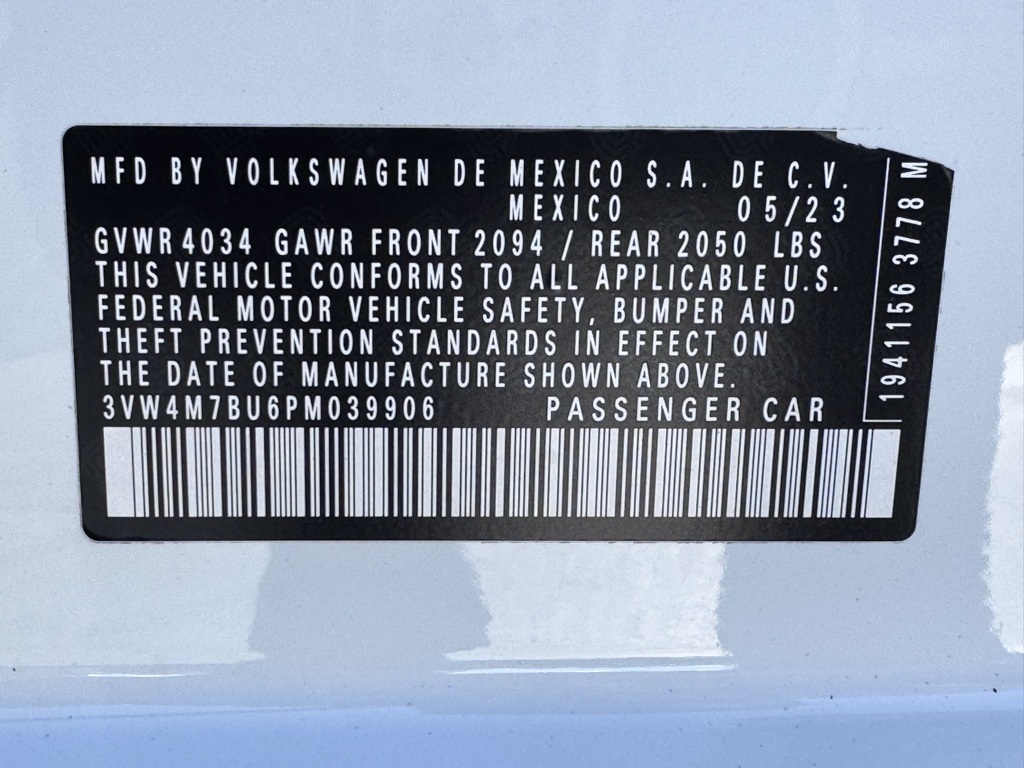 MFD BY VOLKSWAGEN DE MEXICO S.A. DE C.V.
MEXICO 05/23
GVWR 4034 GAWR FRONT 2094 / REAR 2050 LBS
THIS VEHICLE CONFORMS TO ALL APPLICABLE U.S.
FEDERAL MOTOR VEHICLE SAFETY, BUMPER AND
THEFT PREVENTION STANDARDS IN EFFECT ON
THE DATE OF MANUFACTURE SHOWN ABOVE.
3VW4M7BU6PM039906 PASSENGER CAR
1941156 3778 M